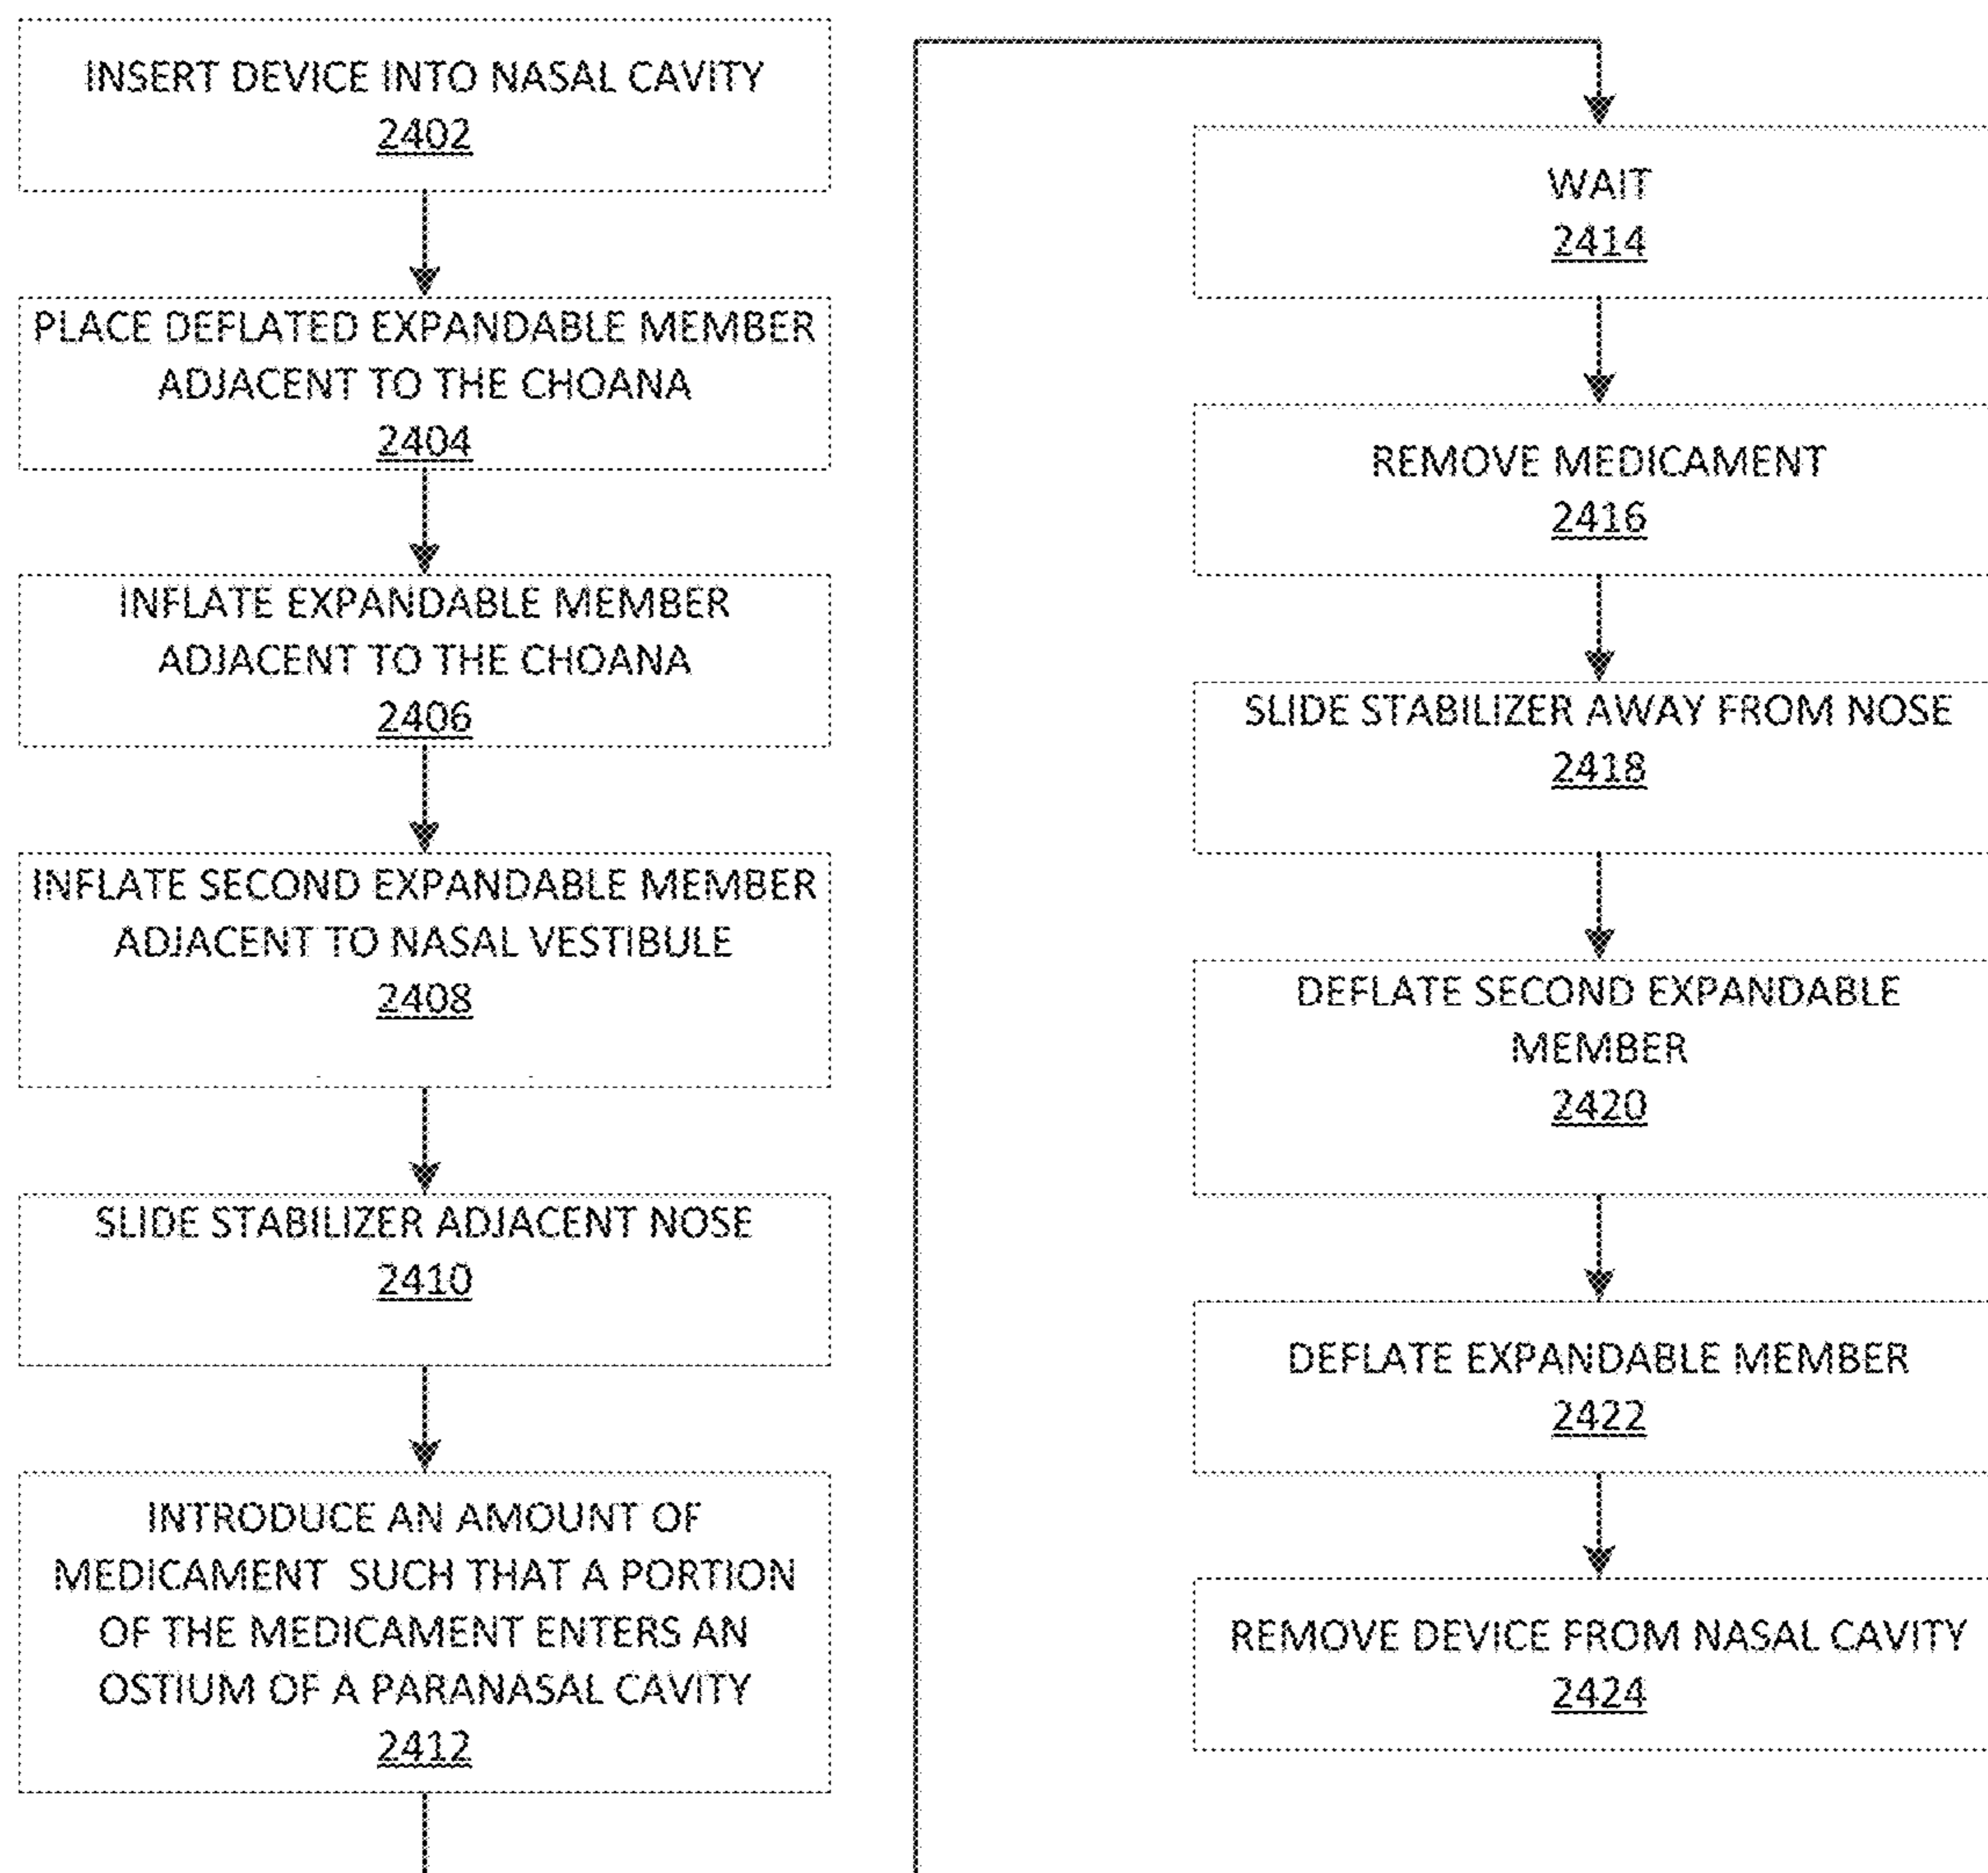 INSERT DEVICE INTO NASAL CAVITY
2402
PLACE DEFLATED EXPANDABLE MEMBER
ADJACENT TO THE CHOANA
2404
INFLATE EXPANDABLE MEMBER
ADJACENT TO THE CHOANA
2406
INFLATE SECOND EXPANDABLE MEMBER
ADJACENT TO NASAL VESTIBULE
2408
SLIDE STABILIZER ADJACENT NOSE
2410
INTRODUCE AN AMOUNT OF
MEDICAMENT SUCH THAT A PORTION
OF THE MEDICAMENT ENTERS AN
OSTIUM OF A PARANASAL CAVITY
2412
WAIT
2414
REMOVE MEDICAMENT
2416
SLIDE STABILIZER AWAY FROM NOSE
2418
DEFLATE SECOND EXPANDABLE
MEMBER
2420
DEFLATE EXPANDABLE MEMBER
2422
REMOVE DEVICE FROM NASAL CAVITY
2424